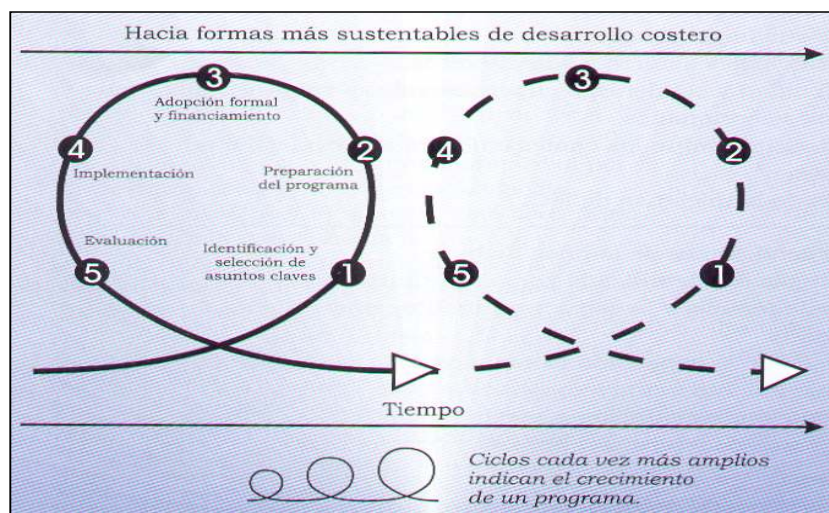 Hacia formas más sustentables de desarrollo costero
3
Adopción formal
y financiamiento
4
Implementación
2
Preparación
del programa
5
Evaluación
1
Identificación y
selección de
asuntos claves
3
4
2
5
1
Tiempo
Ciclos cada vez más amplios
indican el crecimiento
de un programa.